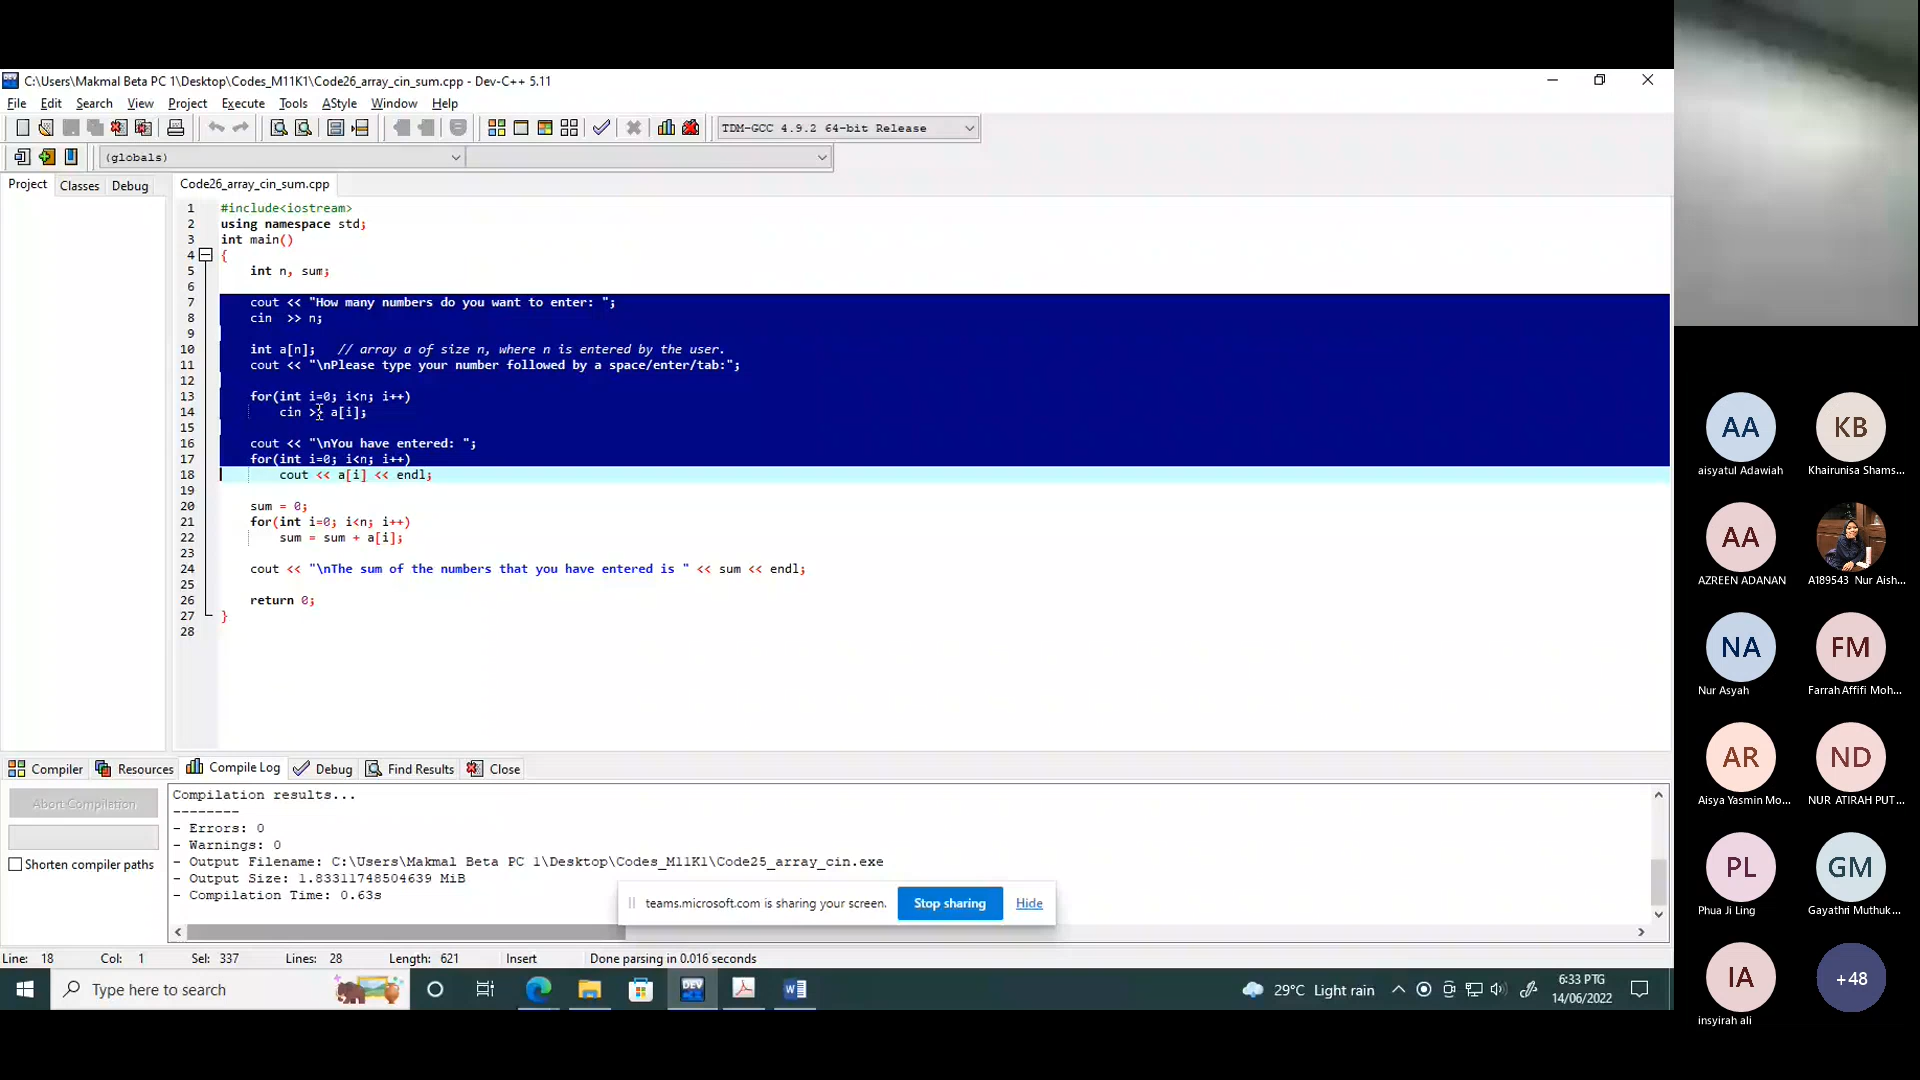 C:\Users\Makmal Beta PC 1\Desktop\Codes_M11K1\Code26_array_cin_sum.cpp - Dev-C++ 5.11
File Edit Search View Project Execute Tools AStyle Window Help
TDM-GCC 4.9.2 64-bit Release
(globals)
Project Classes Debug
Code26_array_cin_sum.cpp
1 #include<iostream>
2 using namespace std;
3 int main()
4 {
5 int n, sum;
6
7 cout << "How many numbers do you want to enter: ";
8 cin  >> n;
9
10 int a[n];   // array a of size n, where n is entered by the user.
11 cout << "\nPlease type your number followed by a space/enter/tab:";
12
13 for(int i=0; i<n; i++)
14 cin >> a[i];
15
16 cout << "\nYou have entered: ";
17 for(int i=0; i<n; i++)
18 cout << a[i] << endl;
19
20 sum = 0;
21 for(int i=0; i<n; i++)
22 sum = sum + a[i];
23
24 cout << "\nThe sum of the numbers that you have entered is " << sum << endl;
25
26 return 0;
27 }
28
Compiler Resources Compile Log Debug Find Results Close
Abort Compilation
Shorten compiler paths
Compilation results...
--------
- Errors: 0
- Warnings: 0
- Output Filename: C:\Users\Makmal Beta PC 1\Desktop\Codes_M11K1\Code25_array_cin.exe
- Output Size: 1.83311748504639 MiB
- Compilation Time: 0.63s
teams.microsoft.com is sharing your screen. Stop sharing Hide
Line: 18 Col: 1 Sel: 337 Lines: 28 Length: 621 Insert Done parsing in 0.016 seconds
Type here to search
DEV
29°C Light rain
6:33 PTG
14/06/2022
AA KB
aisyatul Adawiah Khairunisa Shams...
AA
AZREEN ADANAN A189543 Nur Aish...
NA FM
Nur Asyah Farrah Affifi Moh...
AR ND
Aisya Yasmin Mo... NUR ATIRAH PUT...
PL GM
Phua Ji Ling Gayathri Muthuk...
IA +48
insyirah ali